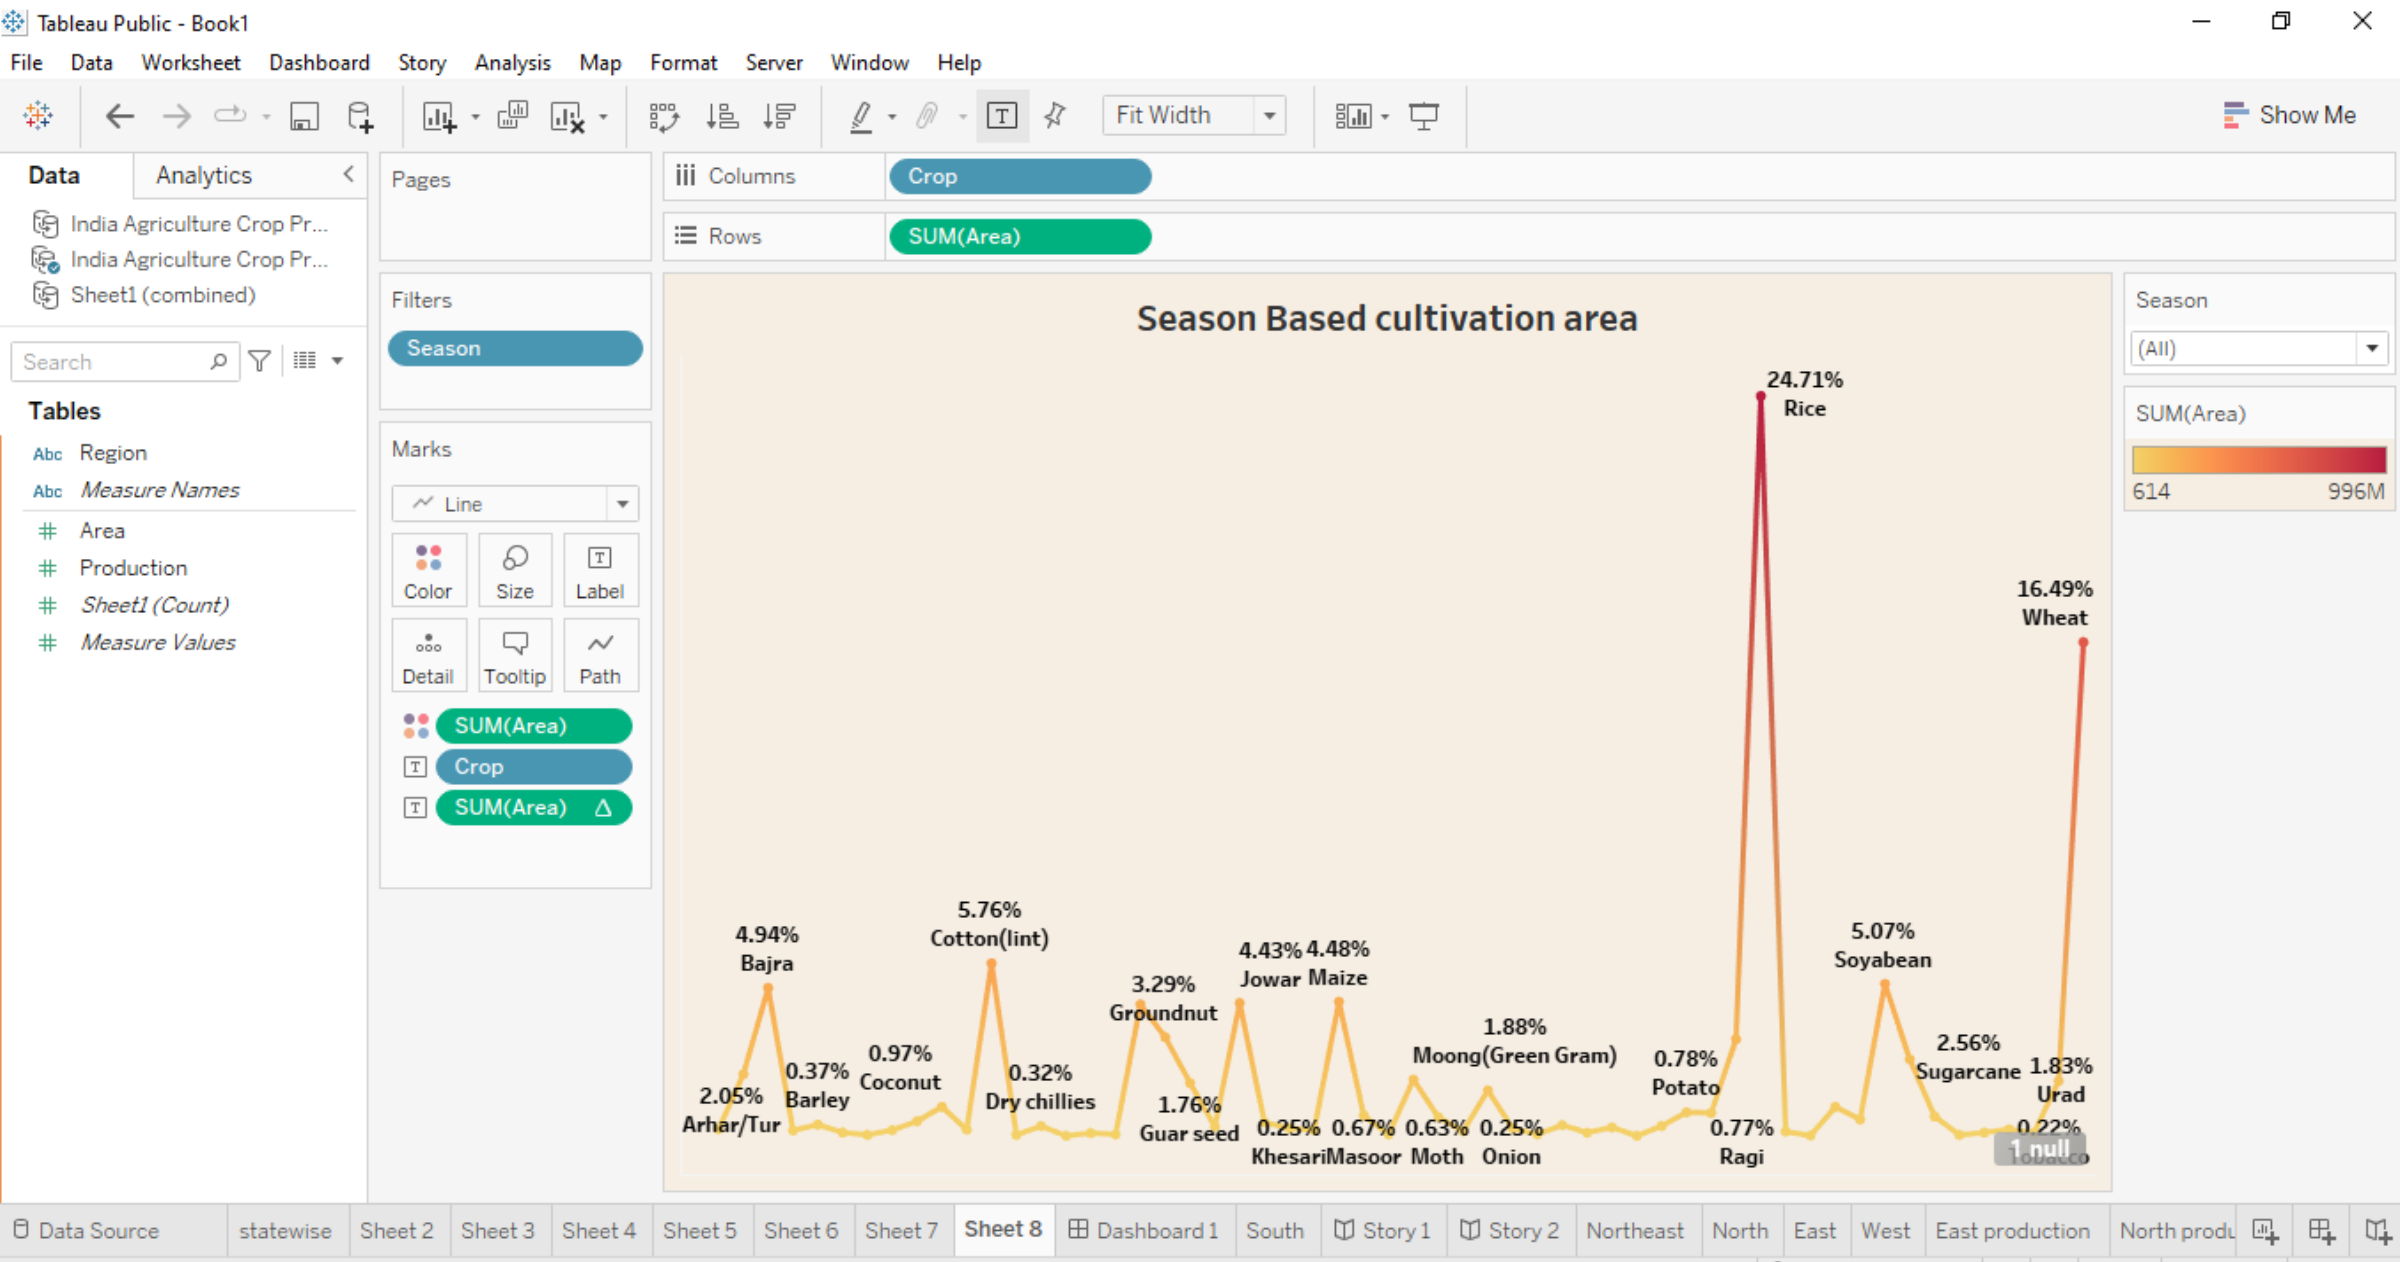 Tableau Public - Book1
File Data Worksheet Dashboard Story Analysis Map Format Server Window Help
Fit Width
Show Me
Data Analytics
India Agriculture Crop Pr...
India Agriculture Crop Pr...
Sheet1 (combined)
Search
Tables
Abc Region
Abc Measure Names
Area
Production
Sheet1 (Count)
Measure Values
Pages
Filters
Season
Marks
Line
Color Size Label
Detail Tooltip Path
SUM(Area)
Crop
SUM(Area) Δ
Columns Crop
Rows SUM(Area)
Season Based cultivation area
24.71%
Rice
16.49%
Wheat
5.76%
Cotton(lint)
4.94%
Bajra
5.07%
Soyabean
4.43% 4.48%
Jowar Maize
3.29%
Groundnut
1.88%
Moong(Green Gram)
0.97%
Coconut
0.37%
Barley
0.32%
Dry chillies
2.05%
Arhar/Tur
1.76%
Guar seed
0.78%
Potato
2.56%
Sugarcane
1.83%
Urad
0.25% 0.67% 0.63% 0.25%
Khesari Masoor Moth Onion
0.77%
Ragi
0.22%
Tobacco
1 null
Season
(All)
SUM(Area)
614 996M
Data Source statewise Sheet 2 Sheet 3 Sheet 4 Sheet 5 Sheet 6 Sheet 7 Sheet 8 Dashboard 1 South Story 1 Story 2 Northeast North East West East production North produ